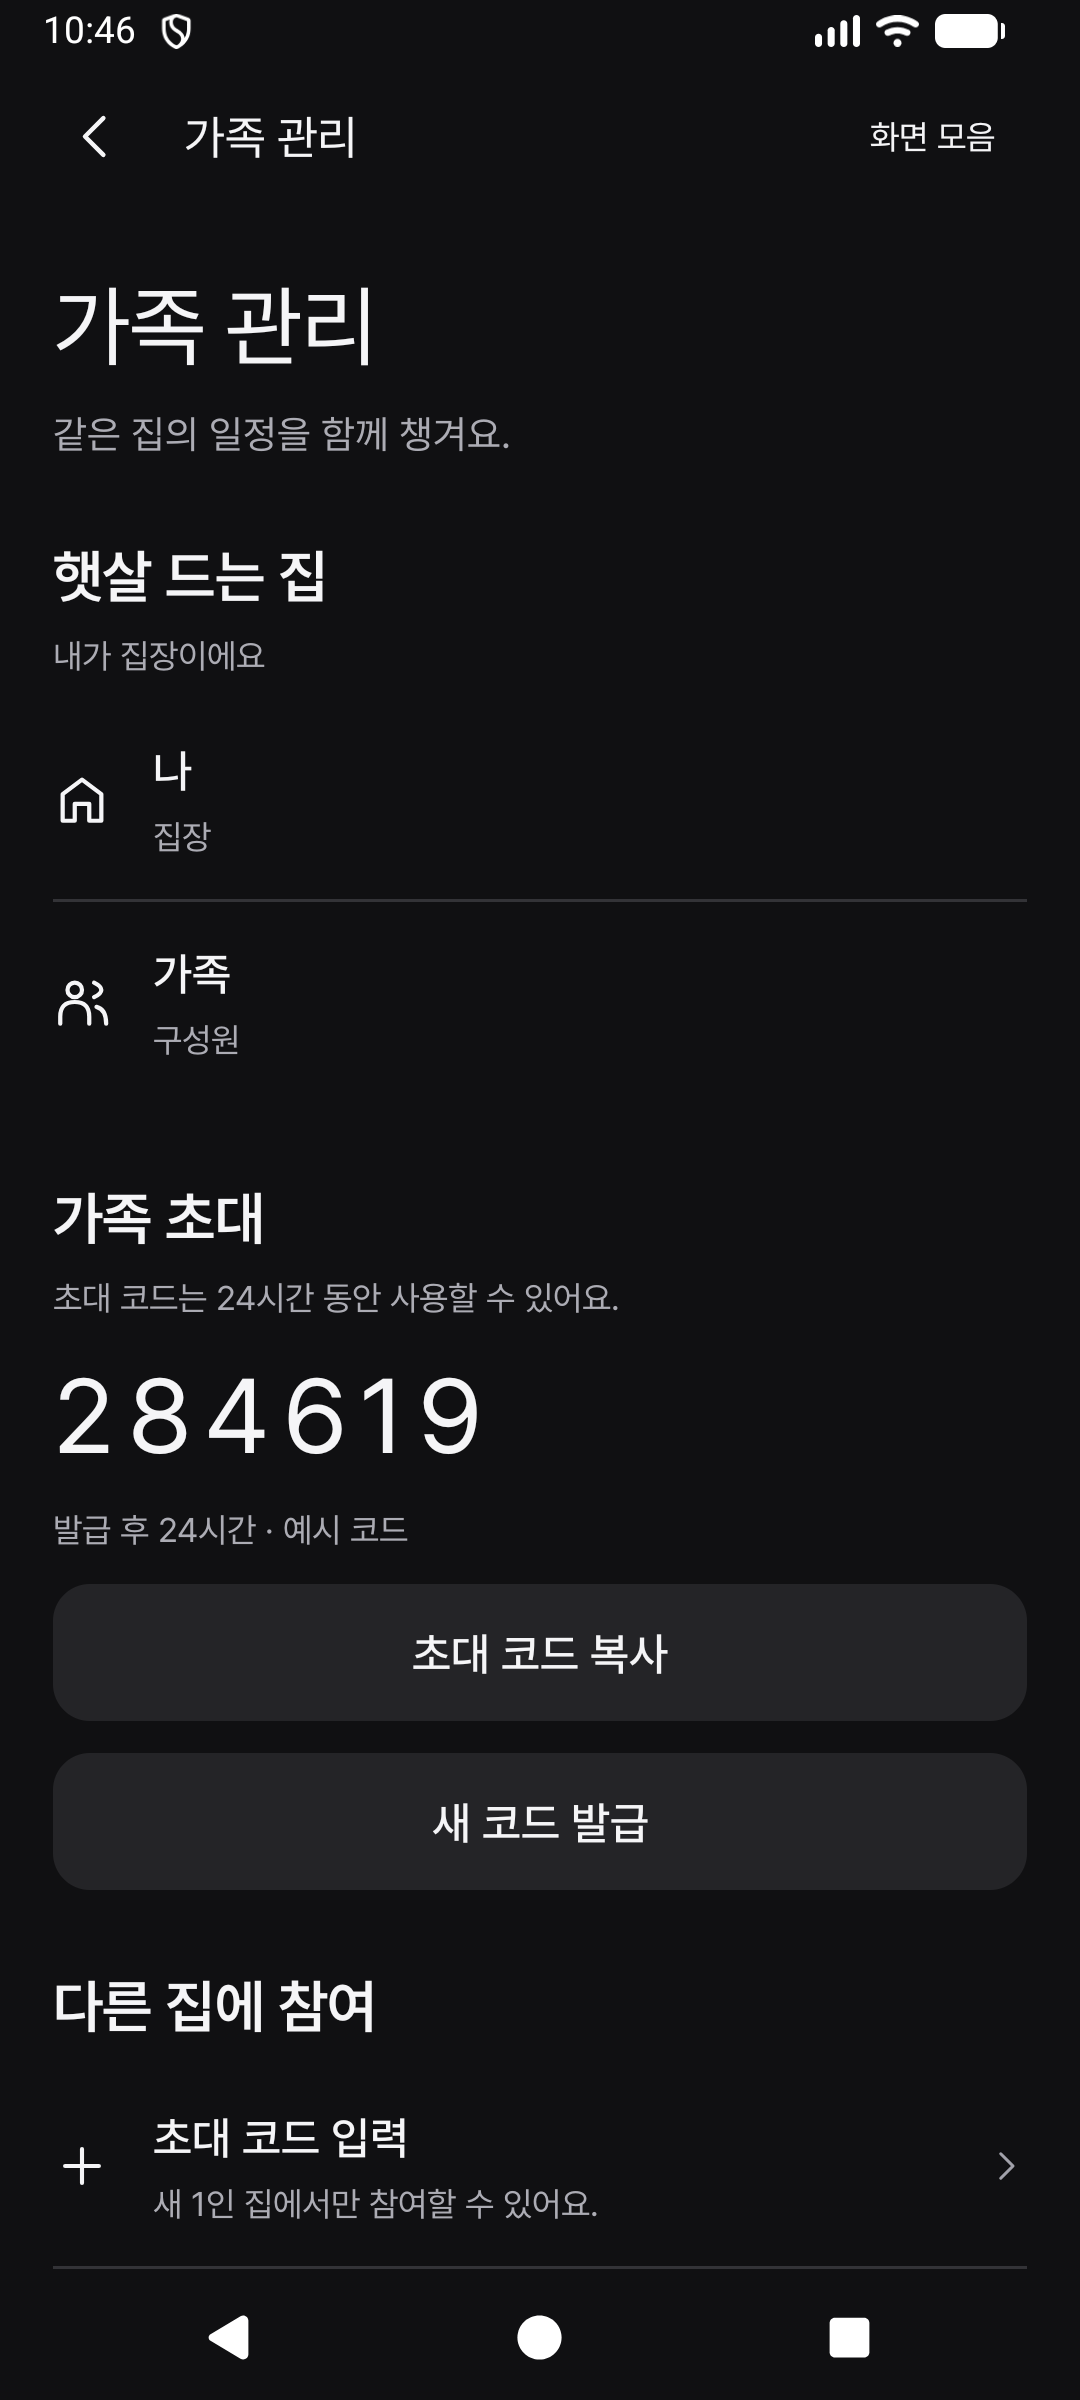 10:46
가족 관리
화면 모음
가족 관리
같은 집의 일정을 함께 챙겨요.
햇살 드는 집
내가 집장이에요
나
집장
가족
구성원
가족 초대
초대 코드는 24시간 동안 사용할 수 있어요.
284619
발급 후 24시간 · 예시 코드
초대 코드 복사
새 코드 발급
다른 집에 참여
초대 코드 입력
새 1인 집에서만 참여할 수 있어요.